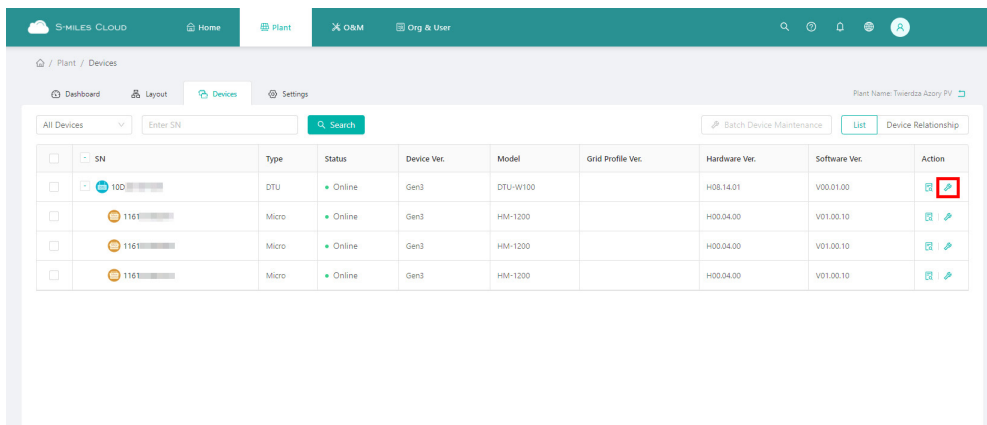 S-MILES CLOUD Home Plant O&M Org & User
/ Plant / Devices
Dashboard Layout Devices Settings Plant Name: Twierdza Azory PV
All Devices Enter SN Search Batch Device Maintenance List Device Relationship
SN Type Status Device Ver. Model Grid Profile Ver. Hardware Ver. Software Ver. Action
10D DTU Online Gen3 DTU-W100 H08.14.01 V00.01.00
1161 Micro Online Gen3 HM-1200 H00.04.00 V01.00.10
1161 Micro Online Gen3 HM-1200 H00.04.00 V01.00.10
1161 Micro Online Gen3 HM-1200 H00.04.00 V01.00.10